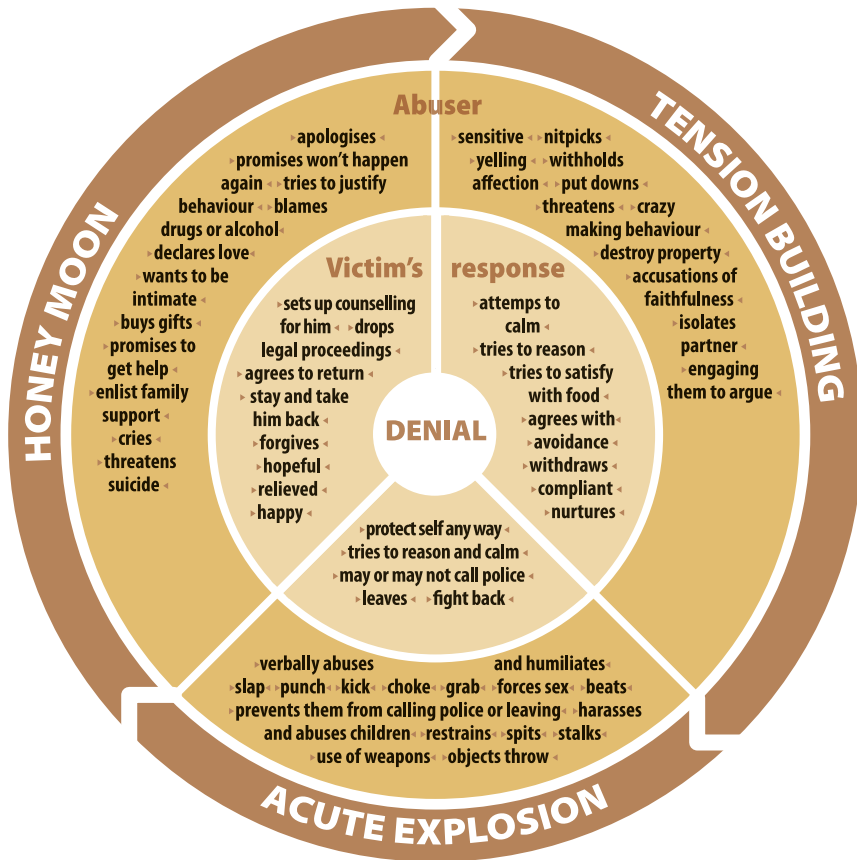 HONEY MOON
TENSION BUILDING
ACUTE EXPLOSION
Abuser
apologises
promises won't happen
again tries to justify
behaviour blames
drugs or alcohol
declares love
wants to be
intimate
buys gifts
promises to
get help
enlist family
support
cries
threatens
suicide
sensitive nitpicks
yelling withholds
affection put downs
threatens crazy
making behaviour
destroy property
accusations of
faithfulness
isolates
partner
engaging
them to argue
Victim's response
sets up counselling
for him drops
legal proceedings
agrees to return
stay and take
him back
forgives
hopeful
relieved
happy
attemps to
calm
tries to reason
tries to satisfy
with food
agrees with
avoidance
withdraws
compliant
nurtures
DENIAL
protect self any way
tries to reason and calm
may or may not call police
leaves fight back
verbally abuses and humiliates
slap punch kick choke grab forces sex beats
prevents them from calling police or leaving harasses
and abuses children restrains spits stalks
use of weapons objects throw